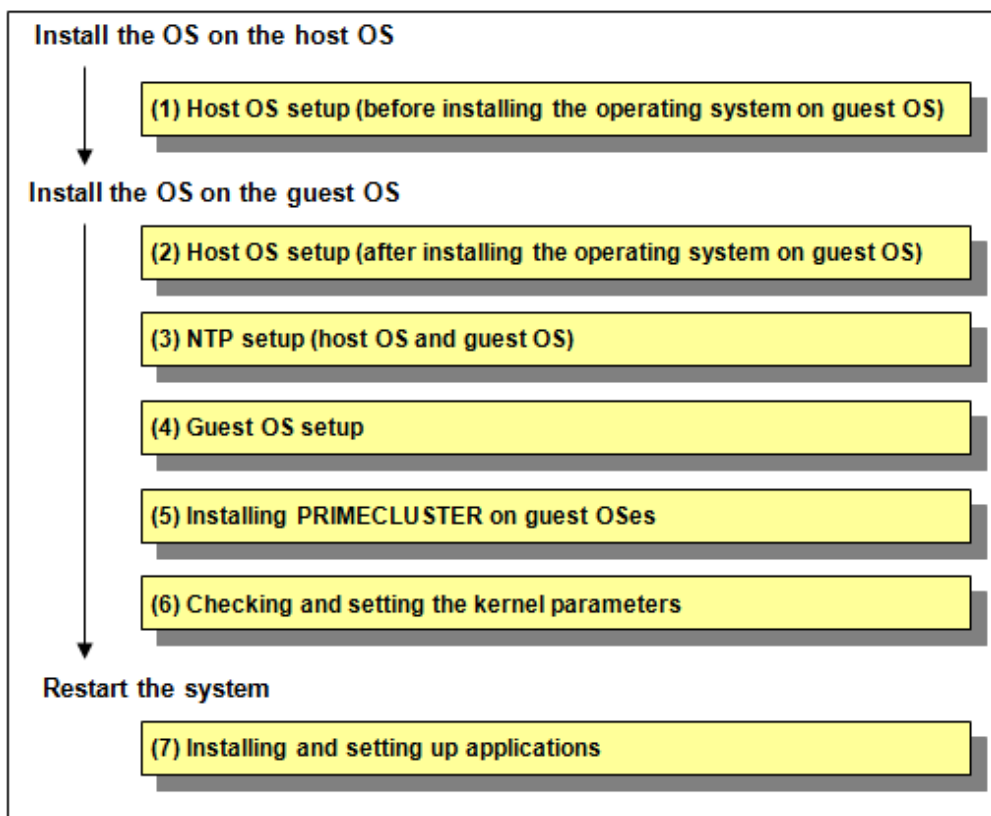 Install the OS on the host OS
(1) Host OS setup (before installing the operating system on guest OS)
Install the OS on the guest OS
(2) Host OS setup (after installing the operating system on guest OS)
(3) NTP setup (host OS and guest OS)
(4) Guest OS setup
(5) Installing PRIMECLUSTER on guest OSes
(6) Checking and setting the kernel parameters
Restart the system
(7) Installing and setting up applications